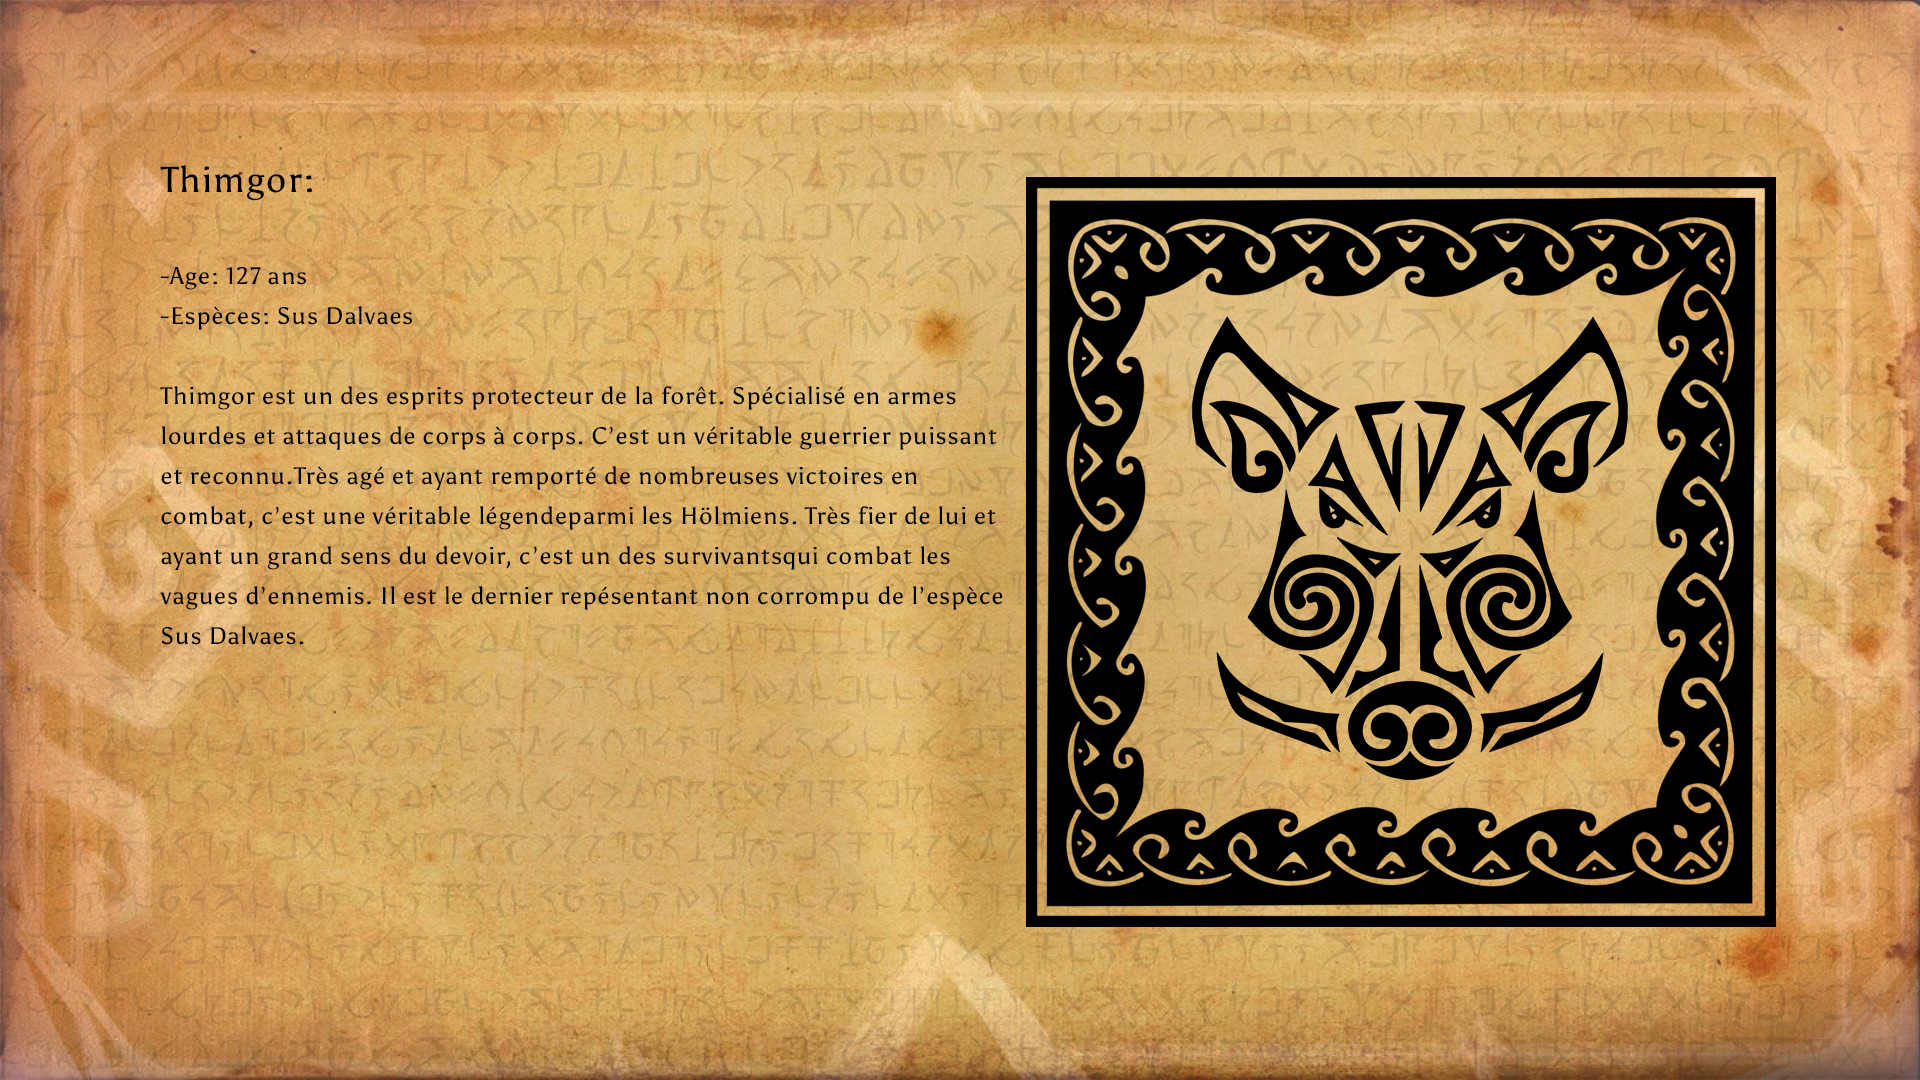 Thimgor:
-Age: 127 ans
-Espèces: Sus Dalvaes
Thimgor est un des esprits protecteur de la forêt. Spécialisé en armes
lourdes et attaques de corps à corps. C'est un véritable guerrier puissant
et reconnu.Très agé et ayant remporté de nombreuses victoires en
combat, c'est une véritable légendeparmi les Hölmiens. Très fier de lui et
ayant un grand sens du devoir, c'est un des survivantsqui combat les
vagues d'ennemis. Il est le dernier repésentant non corrompu de l'espèce
Sus Dalvaes.